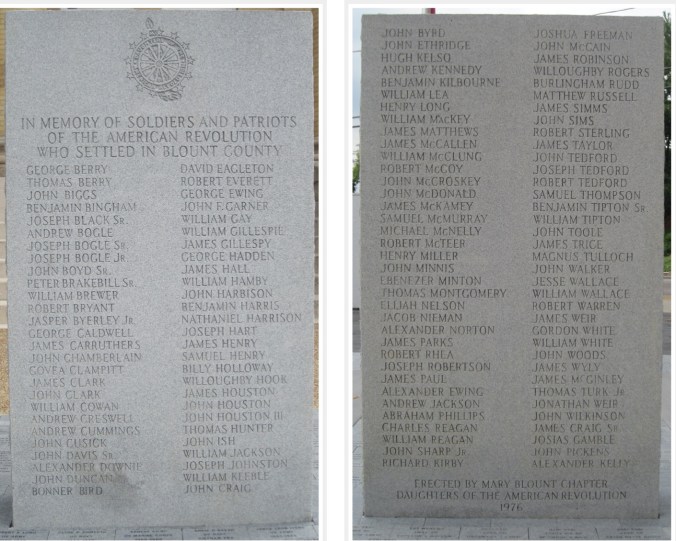 IN MEMORY OF SOLDIERS AND PATRIOTS
OF THE AMERICAN REVOLUTION
WHO SETTLED IN BLOUNT COUNTY
GEORGE BERRY
THOMAS BERRY
JOHN BIGGS
BENJAMIN BINGHAM
JOSEPH BLACK SR.
ANDREW BOGLE
JOSEPH BOGLE SR.
JOSEPH BOGLE JR.
JOHN BOYD SR.
PETER BRAKEBILL SR.
WILLIAM BREWER
ROBERT BRYANT
JASPER BYERLEY JR.
GEORGE CALDWELL
JAMES CARRUTHERS
JOHN CHAMBERLAIN
GOVEA CLAMPITT
JAMES CLARK
JOHN CLARK
WILLIAM COWAN
ANDREW CRESWELL
ANDREW CUMMINGS
JOHN CUSICK
JOHN DAVIS SR.
ALEXANDER DOWNIE
JOHN DUNCAN
BONNER BIRD
DAVID EAGLETON
ROBERT EVERETT
GEORGE EWING
JOHN F. GARNER
WILLIAM GAY
WILLIAM GILLESPIE
JAMES GILLESPY
GEORGE HADDEN
JAMES HALL
WILLIAM HAMBY
JOHN HARBISON
BENJAMIN HARRIS
NATHANIEL HARRISON
JOSEPH HART
JAMES HENRY
SAMUEL HENRY
BILLY HOLLOWAY
WILLOUGHBY HOOK
JAMES HOUSTON
JOHN HOUSTON
JOHN HOUSTON III
THOMAS HUNTER
JOHN ISH
WILLIAM JACKSON
JOSEPH JOHNSTON
WILLIAM KEEBLE
JOHN CRAIG
JOHN BYRD
JOHN ETHRIDGE
HUGH KELSO
ANDREW KENNEDY
BENJAMIN KILBOURNE
WILLIAM LEA
HENRY LONG
WILLIAM MACKEY
JAMES MATTHEWS
JAMES MCCALLEN
WILLIAM MCCLUNG
ROBERT MCCOY
JOHN MCCROSKEY
JOHN MCDONALD
JAMES MCKAMEY
SAMUEL MCMURRAY
MICHAEL MCNELLY
ROBERT MCTEER
HENRY MILLER
JOHN MINNIS
EBENEZER MINTON
THOMAS MONTGOMERY
ELIJAH NELSON
JACOB NIEMAN
ALEXANDER NORTON
JAMES PARKS
ROBERT RHEA
JOSEPH ROBERTSON
JAMES PAUL
ALEXANDER EWING
ANDREW JACKSON
ABRAHAM PHILLIPS
CHARLES REAGAN
WILLIAM REAGAN
JOHN SHARP JR.
RICHARD KIRBY
JOSHUA FREEMAN
JOHN MCCAIN
JAMES ROBINSON
WILLOUGHBY ROGERS
BURLINGHAM RUDD
MATTHEW RUSSELL
JAMES SIMMS
JOHN SIMS
ROBERT STERLING
JAMES TAYLOR
JOHN TEDFORD
JOSEPH TEDFORD
ROBERT TEDFORD
SAMUEL THOMPSON
BENJAMIN TIPTON SR.
WILLIAM TIPTON
JOHN TOOLE
JAMES TRICE
MAGNUS TULLOCH
JOHN WALKER
JESSE WALLACE
WILLIAM WALLACE
ROBERT WARREN
JAMES WEIR
GORDON WHITE
WILLIAM WHITE
JOHN WOODS
JAMES WYLY
JAMES MCGINLEY
THOMAS TURK JR.
JONATHAN WEIR
JOHN WILKINSON
JAMES CRAIG SR.
JOSIAS GAMBLE
JOHN PICKENS
ALEXANDER KELLY
ERECTED BY MARY BLOUNT CHAPTER
DAUGHTERS OF THE AMERICAN REVOLUTION
1976